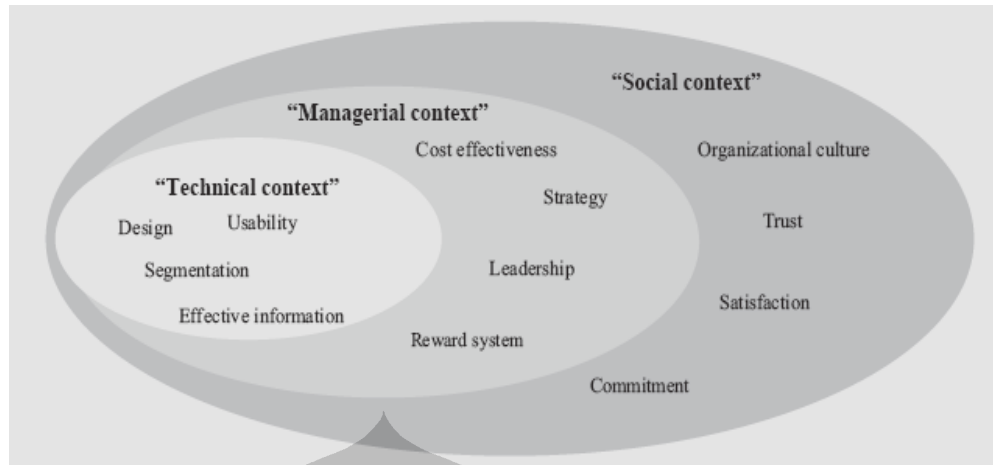 “Social context”
“Managerial context”
Cost effectiveness
Organizational culture
“Technical context”
Strategy
Design
Usability
Trust
Segmentation
Leadership
Satisfaction
Effective information
Reward system
Commitment